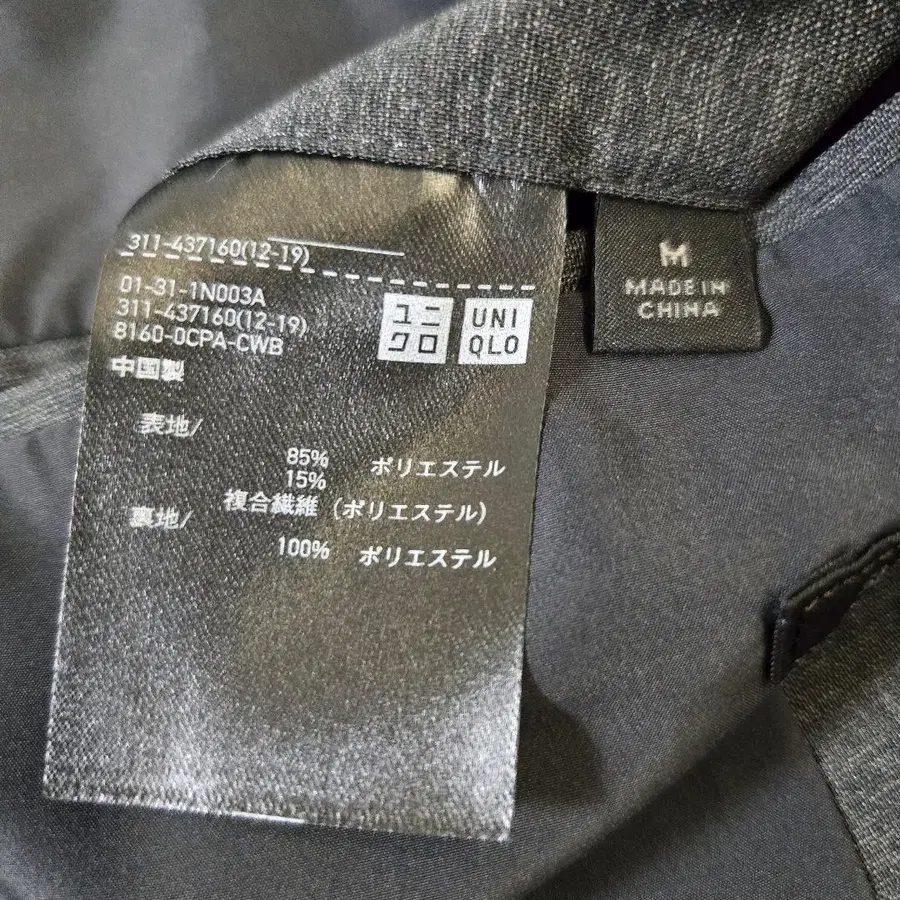 311-437160(12-19)
01-31-1N003A
311-437160(12-19)
8160-0CPA-CWB
中国製
ユニクロ
UNIQLO
表地/
85% ポリエステル
15%
複合繊維(ポリエステル)
裏地/
100% ポリエステル
M
MADE IN
CHINA